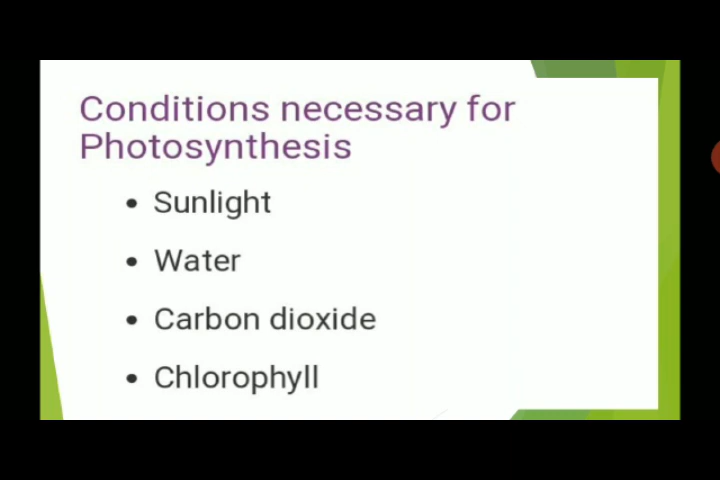 Conditions necessary for
Photosynthesis
• Sunlight
• Water
• Carbon dioxide
• Chlorophyll